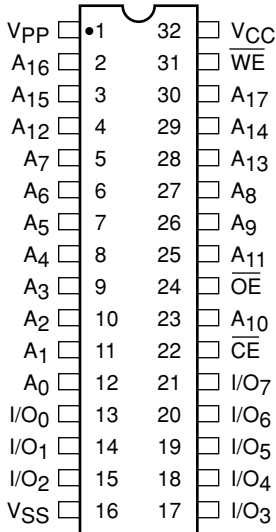 VPP •1 32 VCC
A16 2 31 WE
A15 3 30 A17
A12 4 29 A14
A7 5 28 A13
A6 6 27 A8
A5 7 26 A9
A4 8 25 A11
A3 9 24 OE
A2 10 23 A10
A1 11 22 CE
A0 12 21 I/O7
I/O0 13 20 I/O6
I/O1 14 19 I/O5
I/O2 15 18 I/O4
VSS 16 17 I/O3